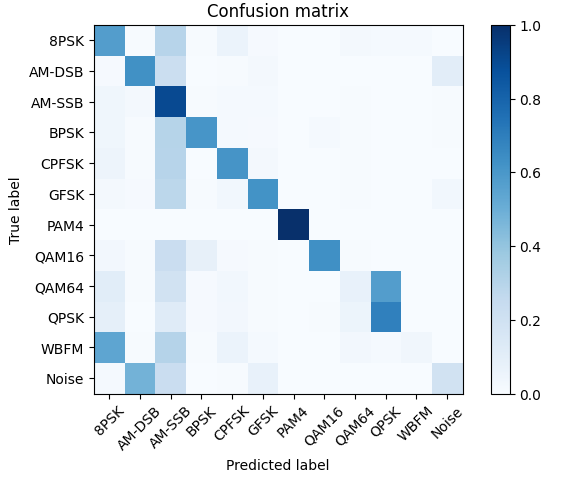 Confusion matrix
True label
8PSK
AM-DSB
AM-SSB
BPSK
CPFSK
GFSK
PAM4
QAM16
QAM64
QPSK
WBFM
Noise
8PSK
AM-DSB
AM-SSB
BPSK
CPFSK
GFSK
PAM4
QAM16
QAM64
QPSK
WBFM
Noise
Predicted label
1.0
0.8
0.6
0.4
0.2
0.0